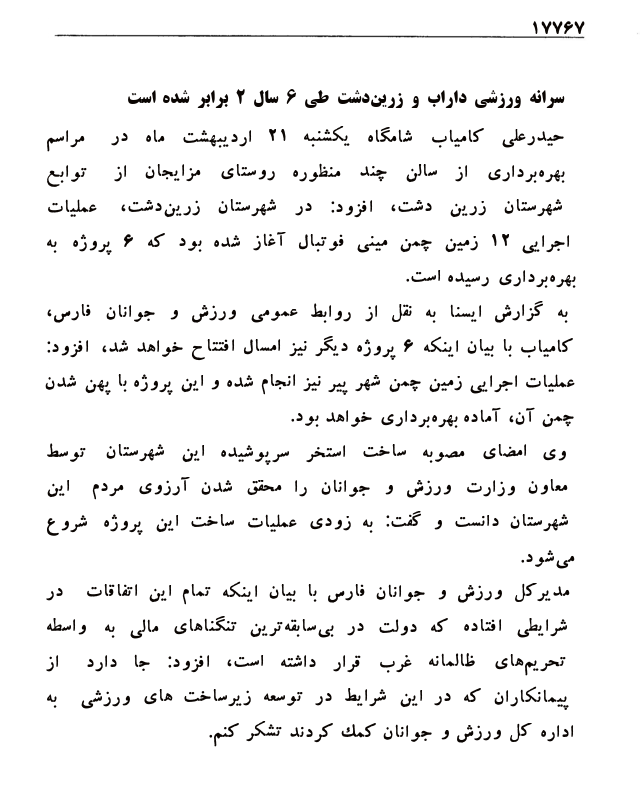 ۱۷۷۶۷
سرانه ورزشی داراب و زرین‌دشت طی ۶ سال ۲ برابر شده است
حیدرعلی کامیاب شامگاه یکشنبه ۲۱ اردیبهشت ماه در مراسم
بهره‌برداری از سالن چند منظوره روستای مزایجان از توابع
شهرستان زرین دشت، افزود: در شهرستان زرین‌دشت، عملیات
اجرایی ۱۲ زمین چمن مینی فوتبال آغاز شده بود که ۶ پروژه به
بهره‌برداری رسیده است.
به گزارش ایسنا به نقل از روابط عمومی ورزش و جوانان فارس،
کامیاب با بیان اینکه ۶ پروژه دیگر نیز امسال افتتاح خواهد شد، افزود:
عملیات اجرایی زمین چمن شهر پیر نیز انجام شده و این پروژه با پهن شدن
چمن آن، آماده بهره‌برداری خواهد بود.
وی امضای مصوبه ساخت استخر سرپوشیده این شهرستان توسط
معاون وزارت ورزش و جوانان را محقق شدن آرزوی مردم این
شهرستان دانست و گفت: به زودی عملیات ساخت این پروژه شروع
می‌شود.
مدیرکل ورزش و جوانان فارس با بیان اینکه تمام این اتفاقات در
شرایطی افتاده که دولت در بی‌سابقه‌ترین تنگناهای مالی به واسطه
تحریم‌های ظالمانه غرب قرار داشته است، افزود: جا دارد از
پیمانکاران که در این شرایط در توسعه زیرساخت های ورزشی به
اداره کل ورزش و جوانان کمك کردند تشکر کنم.